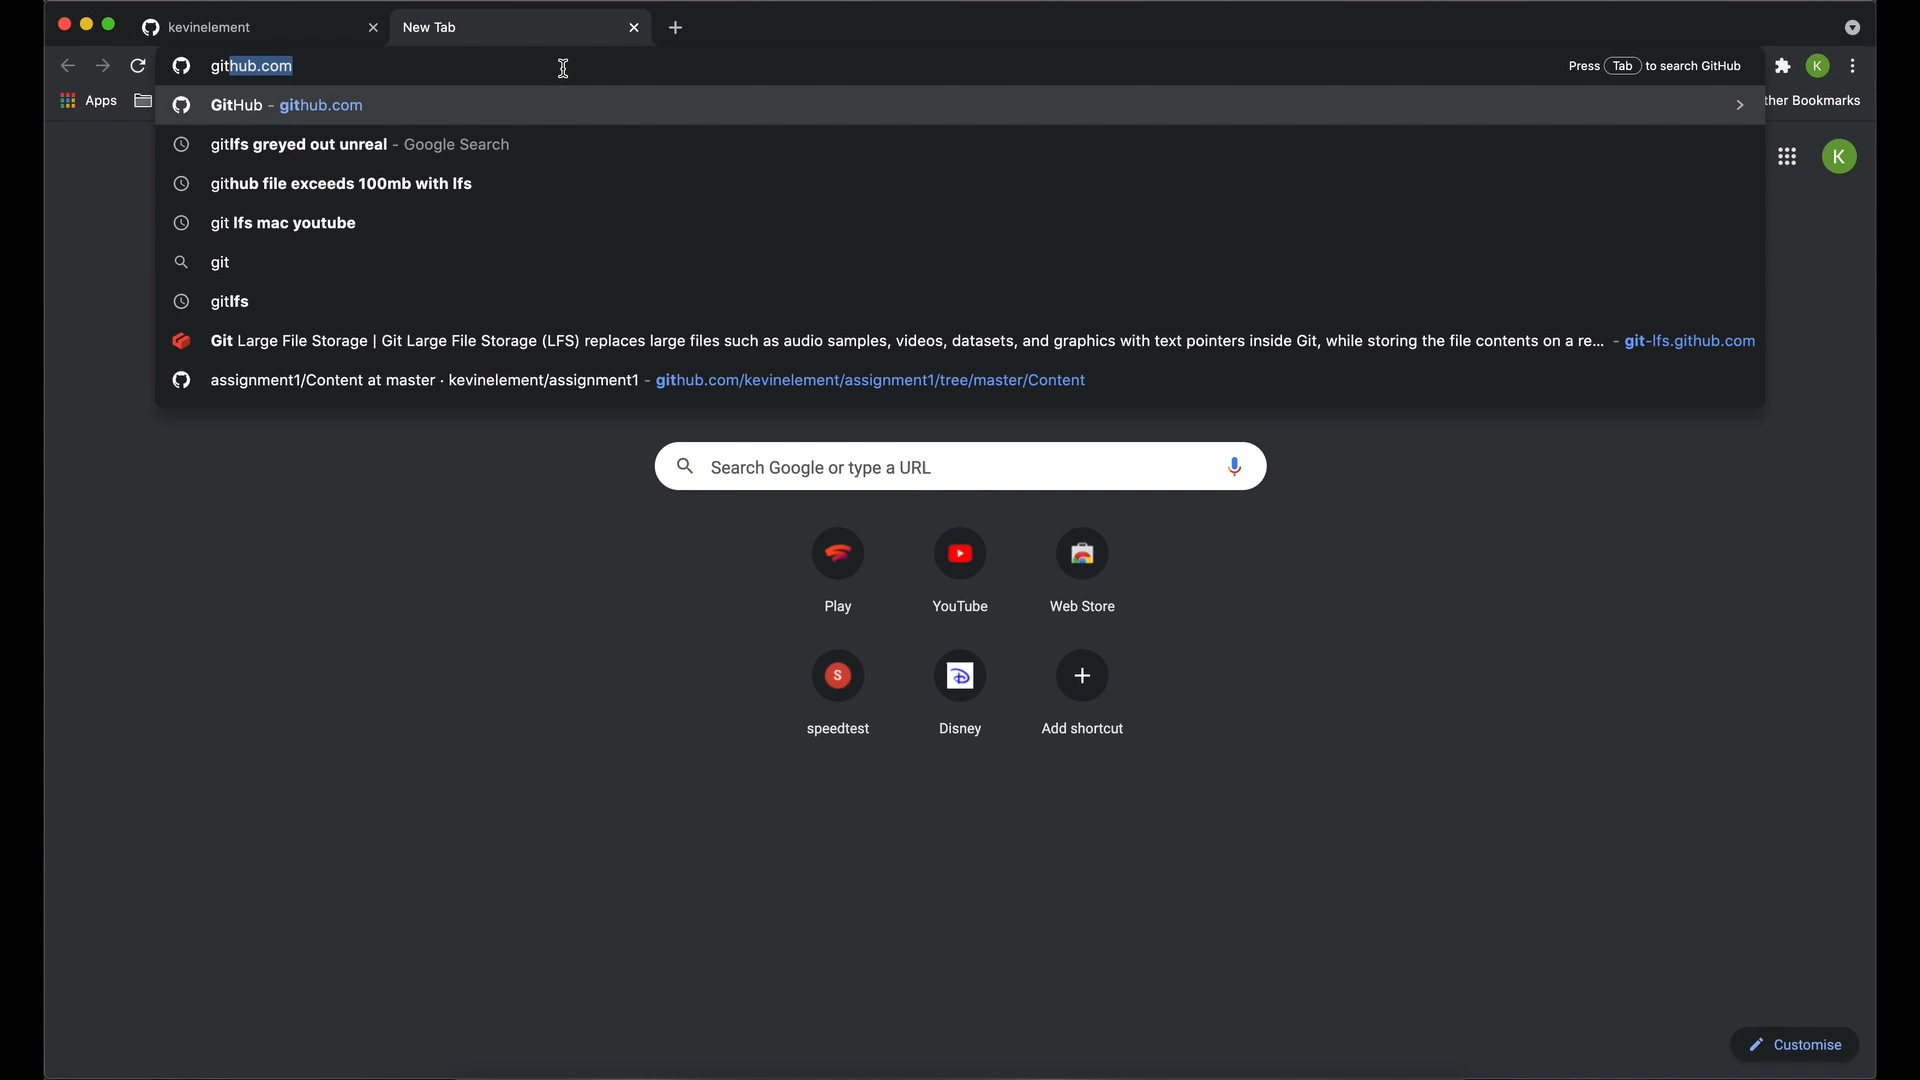 kevinelement
New Tab
github.com
Press Tab to search GitHub
K
Apps
ther Bookmarks
GitHub - github.com
gitlfs greyed out unreal - Google Search
K
github file exceeds 100mb with lfs
git lfs mac youtube
git
gitlfs
Git Large File Storage | Git Large File Storage (LFS) replaces large files such as audio samples, videos, datasets, and graphics with text pointers inside Git, while storing the file contents on a re... - git-lfs.github.com
assignment1/Content at master · kevinelement/assignment1 - github.com/kevinelement/assignment1/tree/master/Content
Search Google or type a URL
Play YouTube Web Store
S
speedtest Disney Add shortcut
Customise